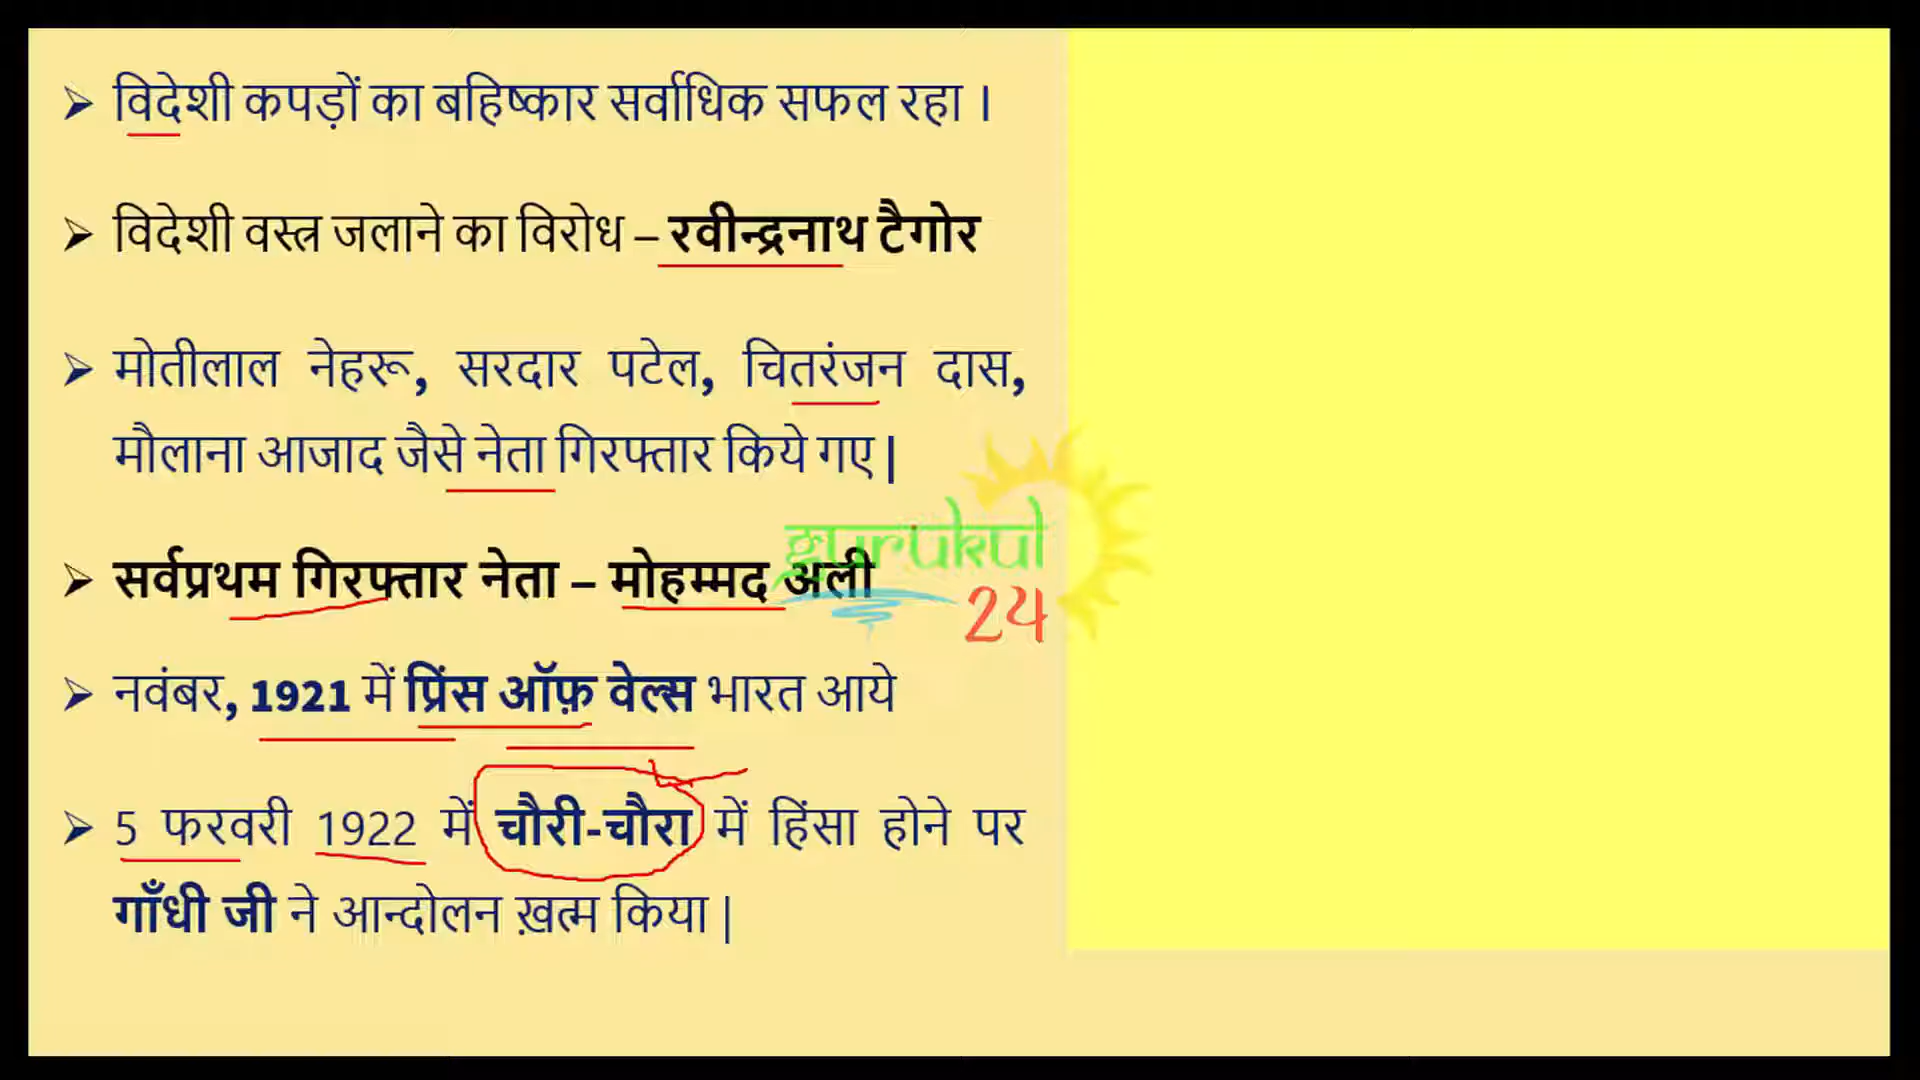 ➢ विदेशी कपड़ों का बहिष्कार सर्वाधिक सफल रहा ।
➢ विदेशी वस्त्र जलाने का विरोध – रवीन्द्रनाथ टैगोर
➢ मोतीलाल नेहरू, सरदार पटेल, चितरंजन दास,
मौलाना आजाद जैसे नेता गिरफ्तार किये गए |
gurukul
➢ सर्वप्रथम गिरफ्तार नेता – मोहम्मद अली
24
➢ नवंबर, 1921 में प्रिंस ऑफ़ वेल्स भारत आये
➢ 5 फरवरी 1922 में चौरी-चौरा में हिंसा होने पर
गाँधी जी ने आन्दोलन ख़त्म किया |